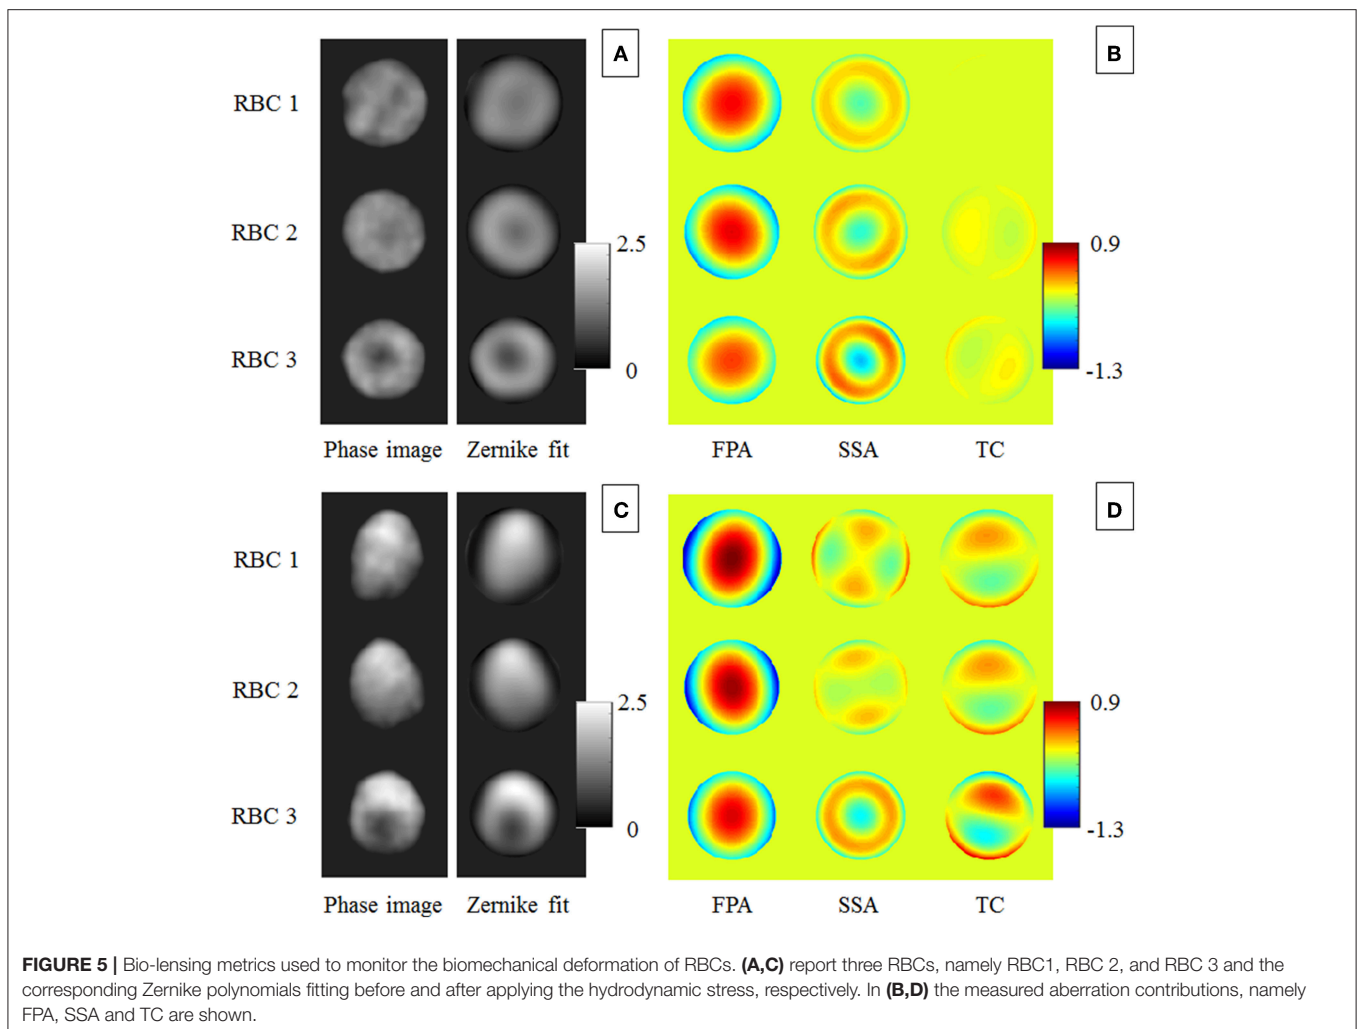 A
B
RBC 1
RBC 2
2.5
0.9
RBC 3
0
-1.3
Phase image Zernike fit FPA SSA TC
C
D
RBC 1
RBC 2
2.5
0.9
RBC 3
0
-1.3
Phase image Zernike fit FPA SSA TC
FIGURE 5 | Bio-lensing metrics used to monitor the biomechanical deformation of RBCs. (A,C) report three RBCs, namely RBC1, RBC 2, and RBC 3 and the
corresponding Zernike polynomials fitting before and after applying the hydrodynamic stress, respectively. In (B,D) the measured aberration contributions, namely
FPA, SSA and TC are shown.